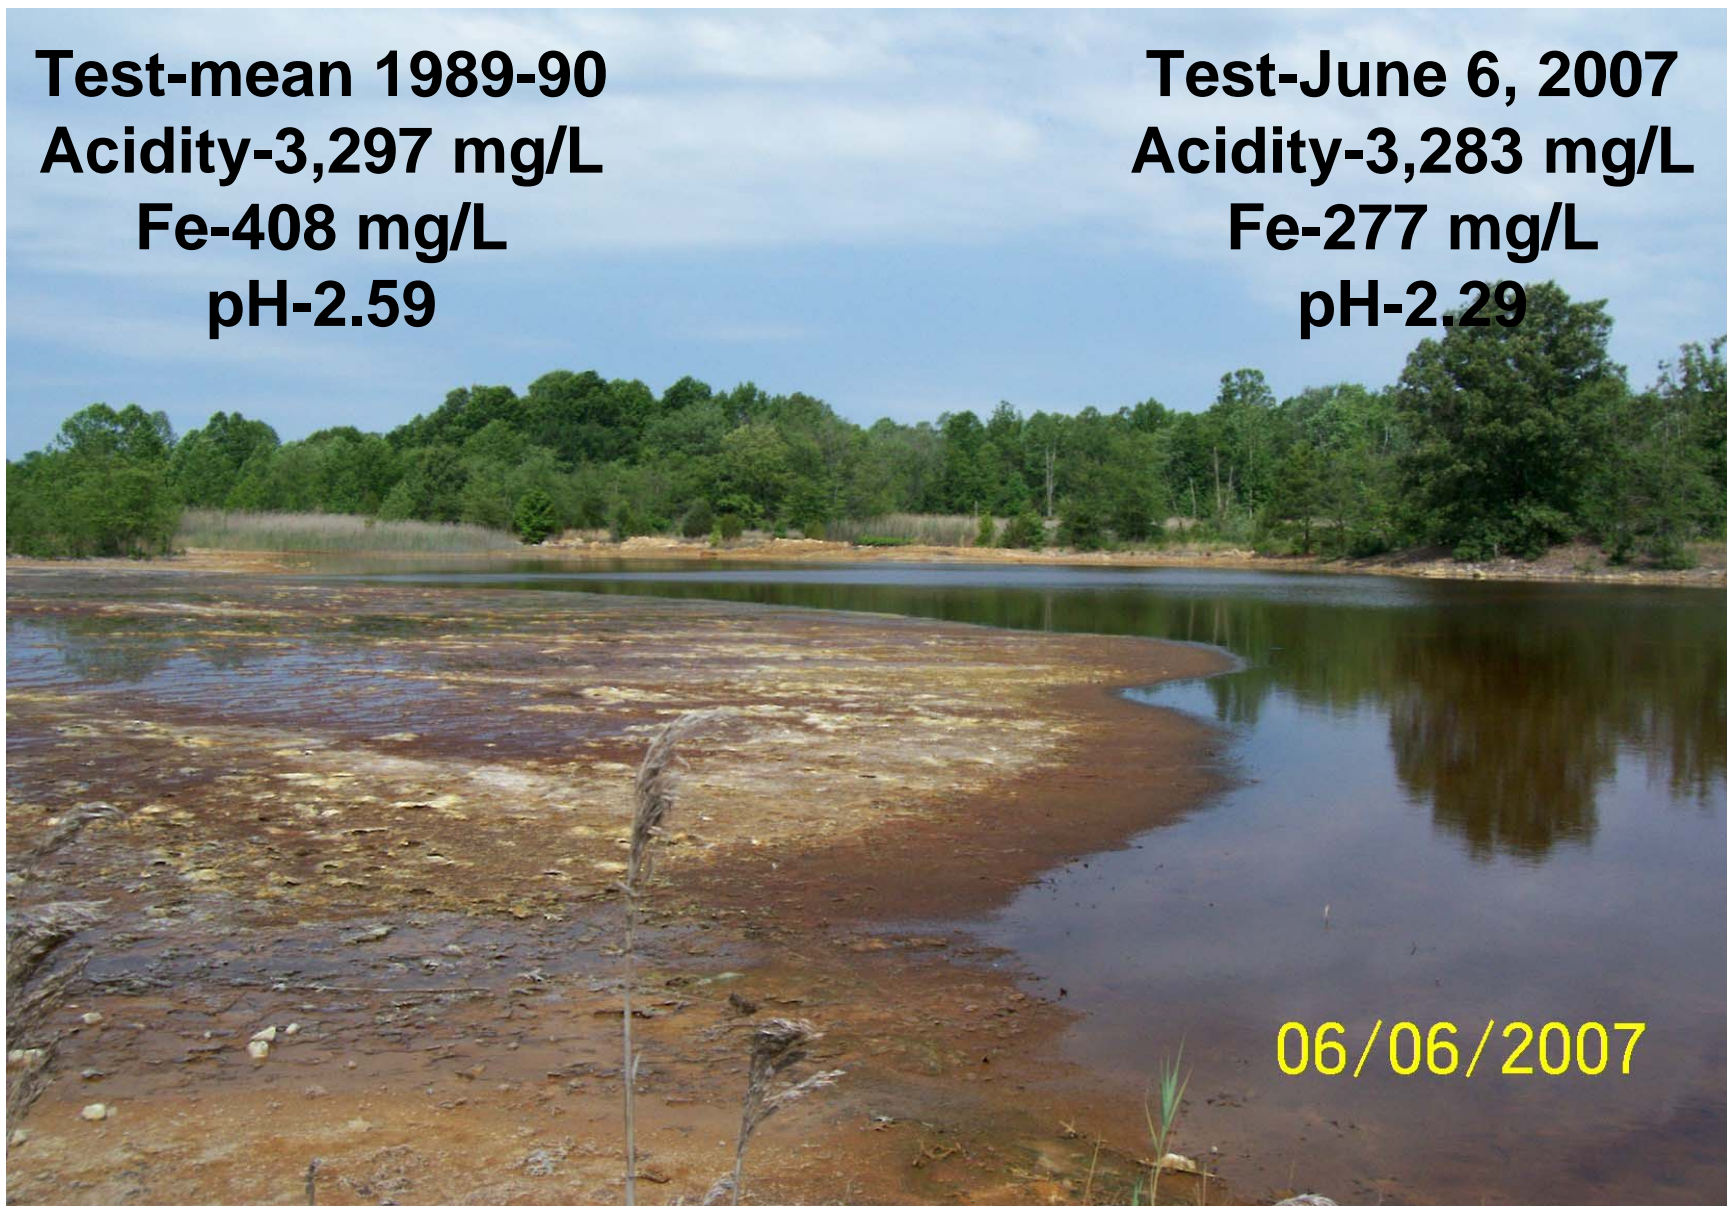 Test-mean 1989-90
Acidity-3,297 mg/L
Fe-408 mg/L
pH-2.59
Test-June 6, 2007
Acidity-3,283 mg/L
Fe-277 mg/L
pH-2.29
06/06/2007